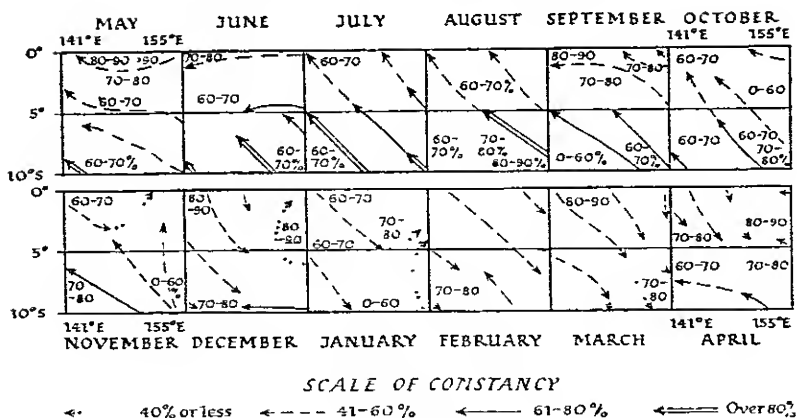 MAY JUNE JULY AUGUST SEPTEMBER OCTOBER
141°E 155°E 141°E 155°E
0°
80-90 >90 70-80 60-70 60-70 80-90 60-70
70-80 70-80
60-70% 70-80 0-60
60-70 60-70
5°
60-70% 60-70% 60-70% 60-70% 70-80% 80-90% 0-60% 60-70% 60-70 60-70 70-80%
10°S
0°
60-70 80-90 60-70 80-90
80-90 70-80 80-90
60-70 70-80
5°
60-70 70-80
70-80 0-60 70-80 0-60 70-80 70-80
10°S
141°E 155°E 141°E 155°E
NOVEMBER DECEMBER JANUARY FEBRUARY MARCH APRIL
SCALE OF CONSTANCY
40% or less 41-60% 61-80% Over 80%